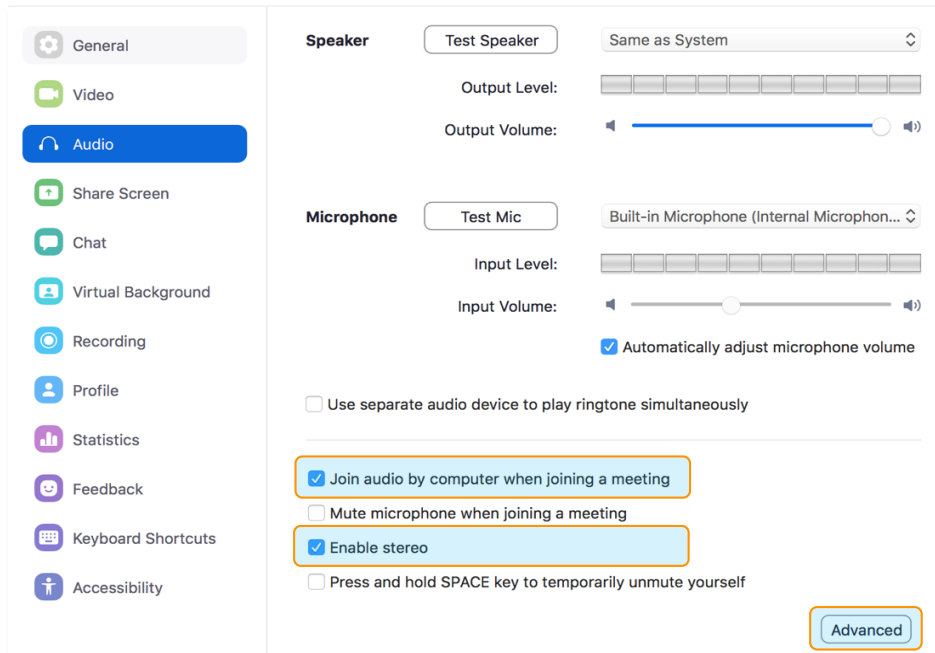 General
Video
Audio
Share Screen
Chat
Virtual Background
Recording
Profile
Statistics
Feedback
Keyboard Shortcuts
Accessibility
Speaker Test Speaker Same as System
Output Level:
Output Volume:
Microphone Test Mic Built-in Microphone (Internal Microphon...
Input Level:
Input Volume:
Automatically adjust microphone volume
Use separate audio device to play ringtone simultaneously
Join audio by computer when joining a meeting
Mute microphone when joining a meeting
Enable stereo
Press and hold SPACE key to temporarily unmute yourself
Advanced